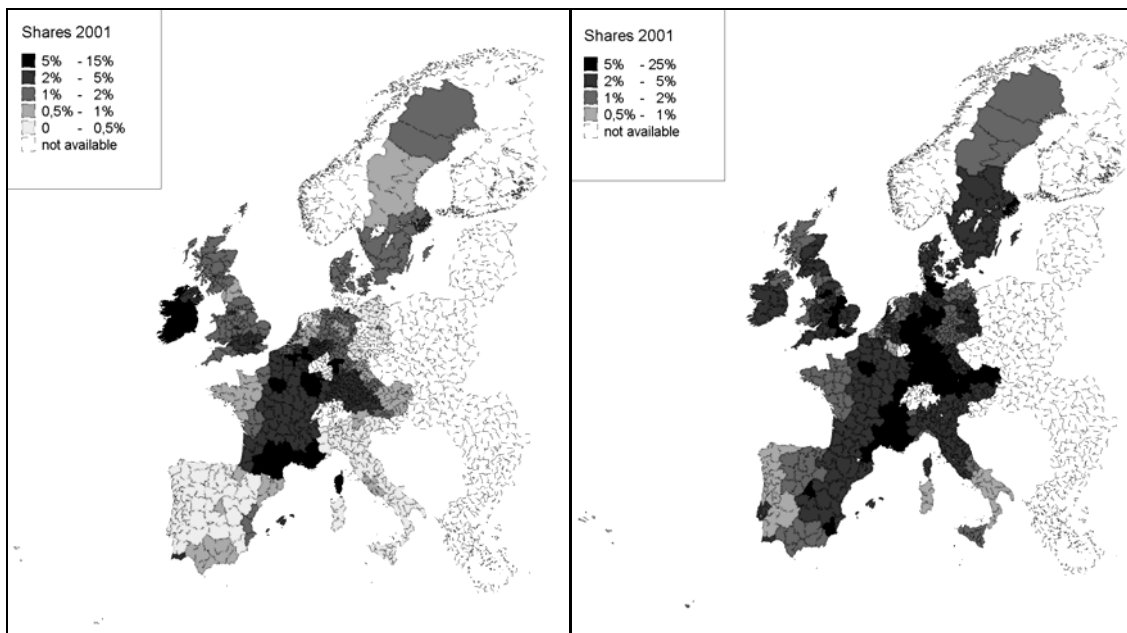 Shares 2001
5% - 15%
2% - 5%
1% - 2%
0,5% - 1%
0 - 0,5%
not available
Shares 2001
5% - 25%
2% - 5%
1% - 2%
0,5% - 1%
not available